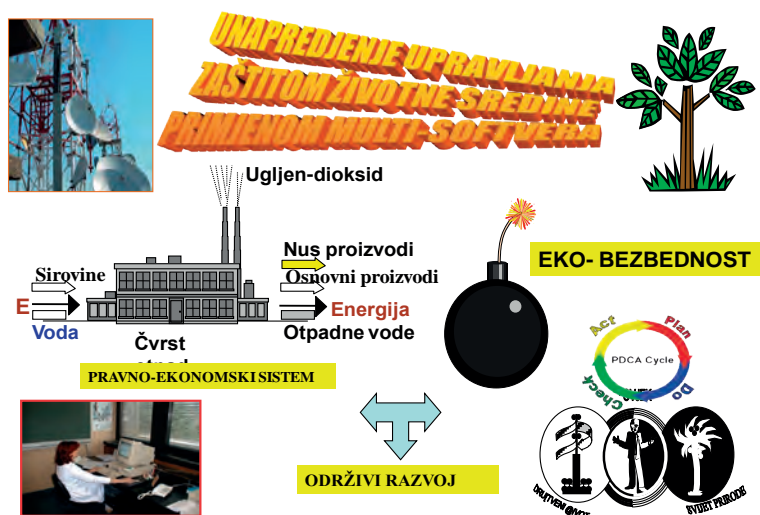 UNAPREDJENJE UPRAVLJANJA
ZAŠTITOM ŽIVOTNE SREDINE
PRIMJENOM MULTI-SOFTVERA
Ugljen-dioksid
Nus proizvodi
Sirovine
Osnovni proizvodi
E
Energija
Voda
Otpadne vode
Čvrst
EKO- BEZBEDNOST
PRAVNO-EKONOMSKI SISTEM
Act
Plan
PDCA Cycle
Check
Do
ODRŽIVI RAZVOJ
SVIJET PRIRODE